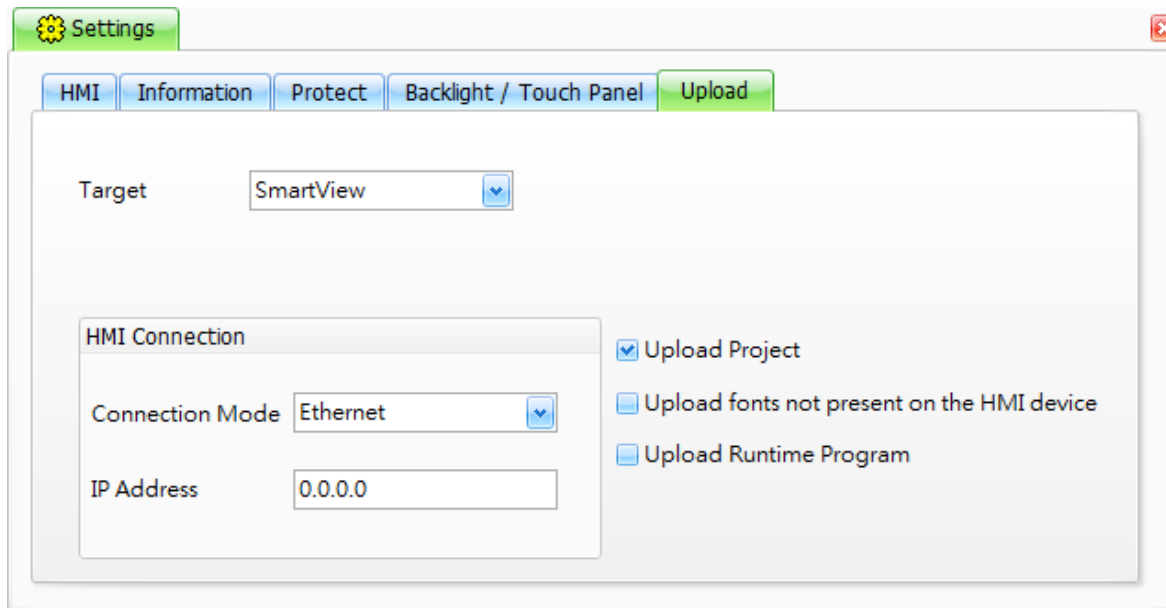 Settings
HMI Information Protect Backlight / Touch Panel Upload
Target SmartView
HMI Connection
Upload Project
Connection Mode Ethernet
Upload fonts not present on the HMI device
Upload Runtime Program
IP Address 0.0.0.0